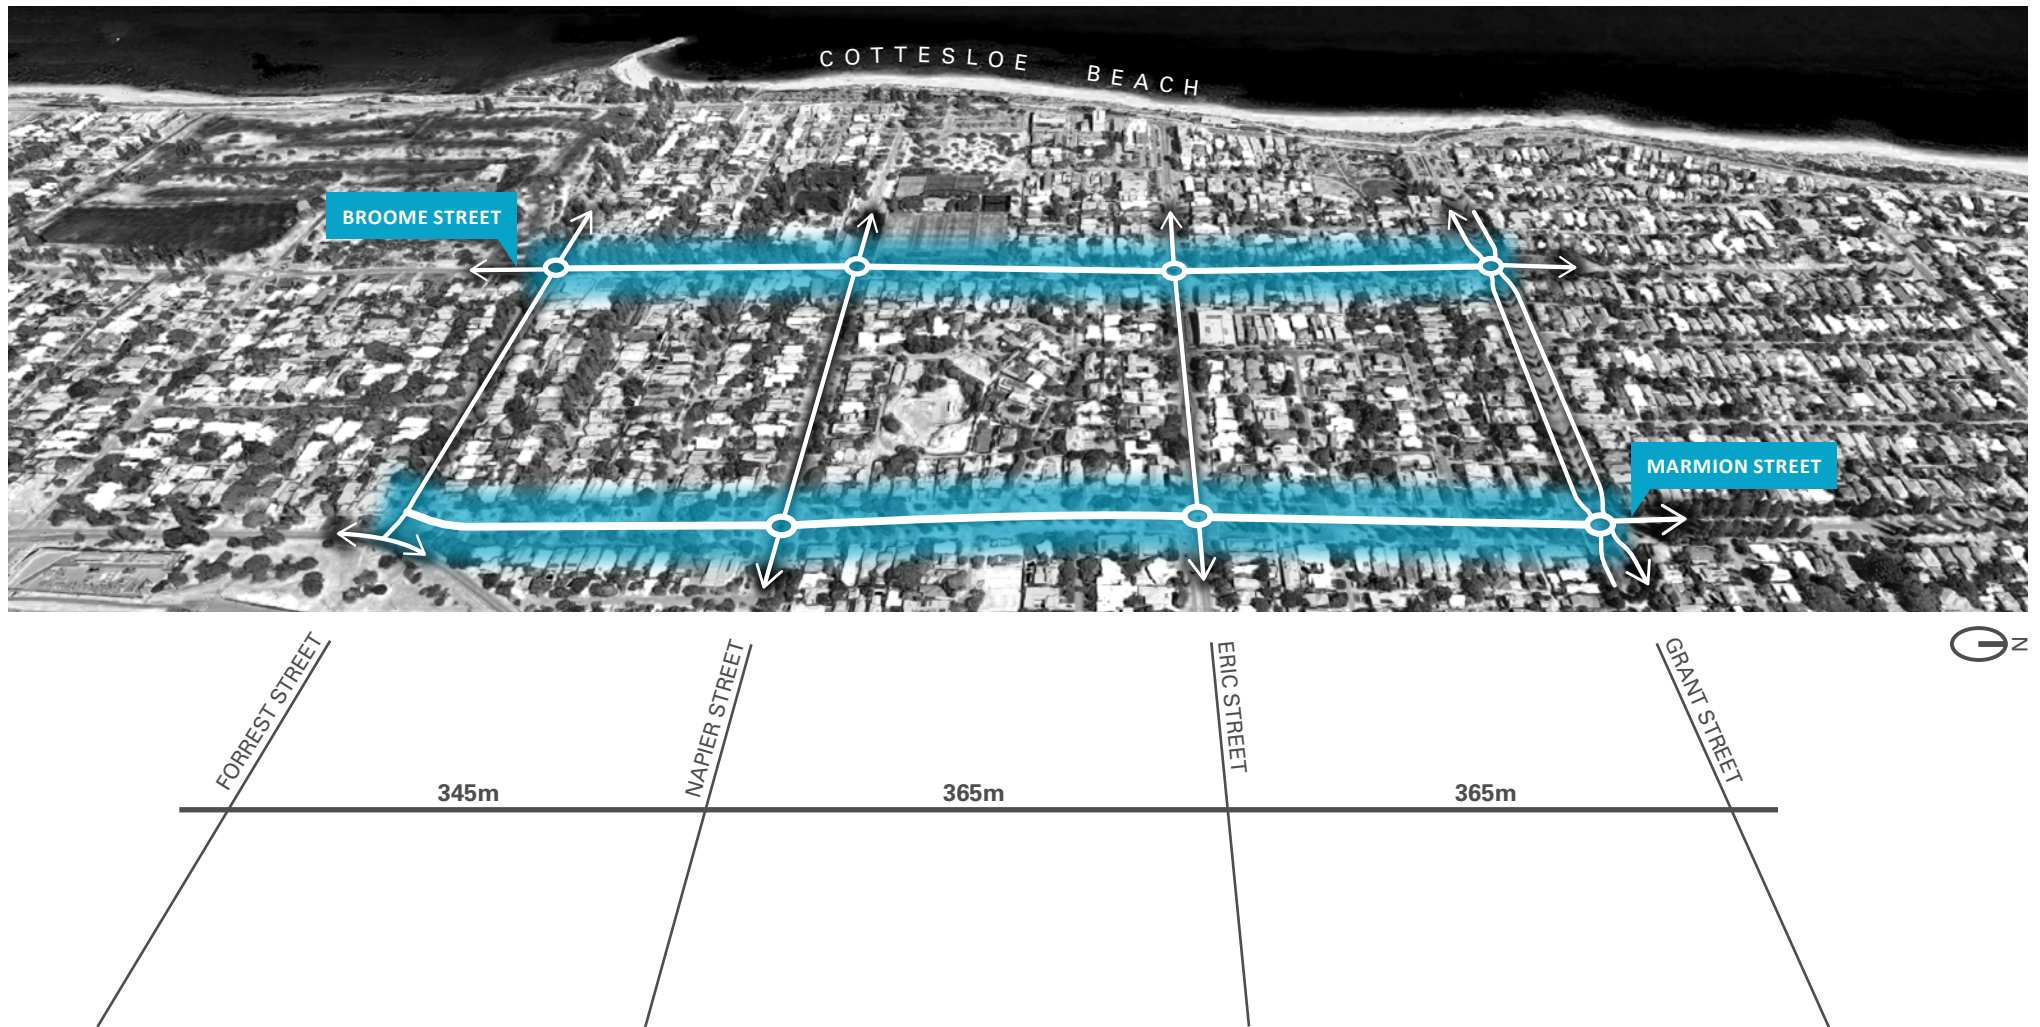 COTTESLOE BEACH
BROOME STREET
MARMION STREET
N
FORREST STREET
NAPIER STREET
ERIC STREET
GRANT STREET
345m
365m
365m